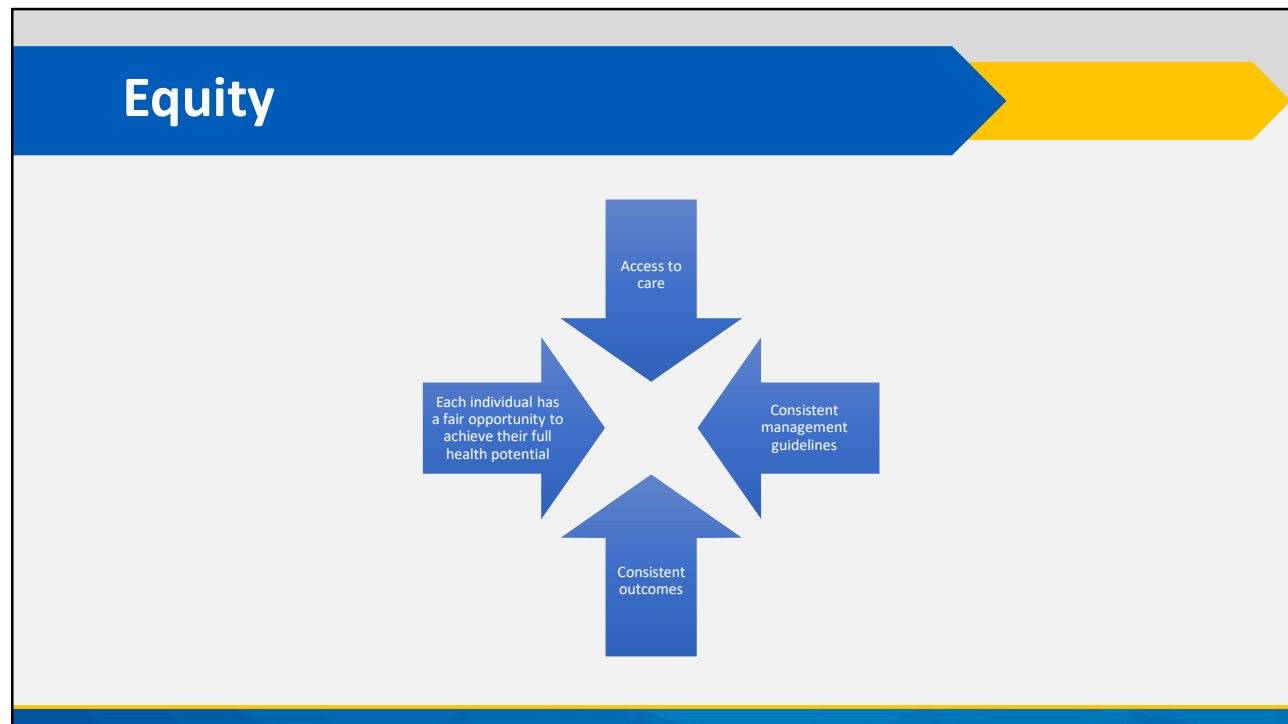 Equity
Access to
care
Each individual has
a fair opportunity to
achieve their full
health potential
Consistent
management
guidelines
Consistent
outcomes